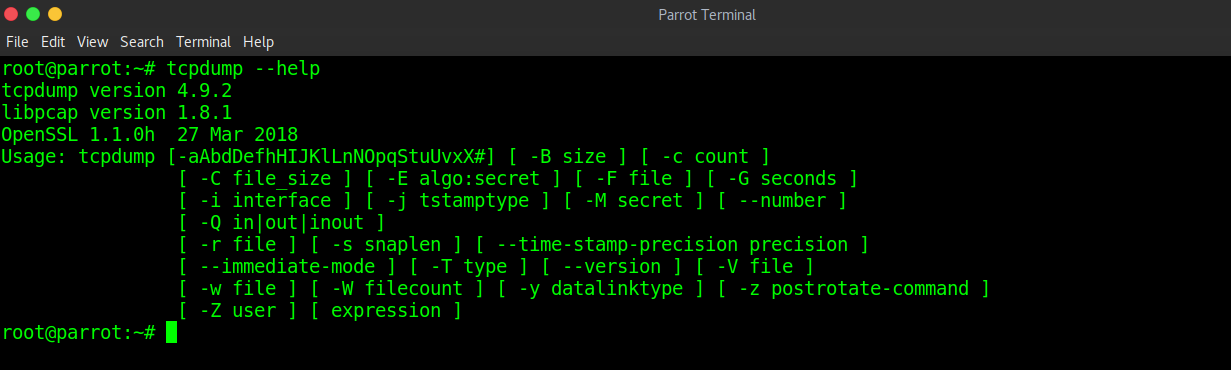 Parrot Terminal
File Edit View Search Terminal Help
root@parrot:~# tcpdump --help
tcpdump version 4.9.2
libpcap version 1.8.1
OpenSSL 1.1.0h  27 Mar 2018
Usage: tcpdump [-aAbdDefhHIJKlLnNOpqStuUvxX#] [ -B size ] [ -c count ]
                [ -C file_size ] [ -E algo:secret ] [ -F file ] [ -G seconds ]
                [ -i interface ] [ -j tstamptype ] [ -M secret ] [ --number ]
                [ -Q in|out|inout ]
                [ -r file ] [ -s snaplen ] [ --time-stamp-precision precision ]
                [ --immediate-mode ] [ -T type ] [ --version ] [ -V file ]
                [ -w file ] [ -W filecount ] [ -y datalinktype ] [ -z postrotate-command ]
                [ -Z user ] [ expression ]
root@parrot:~#